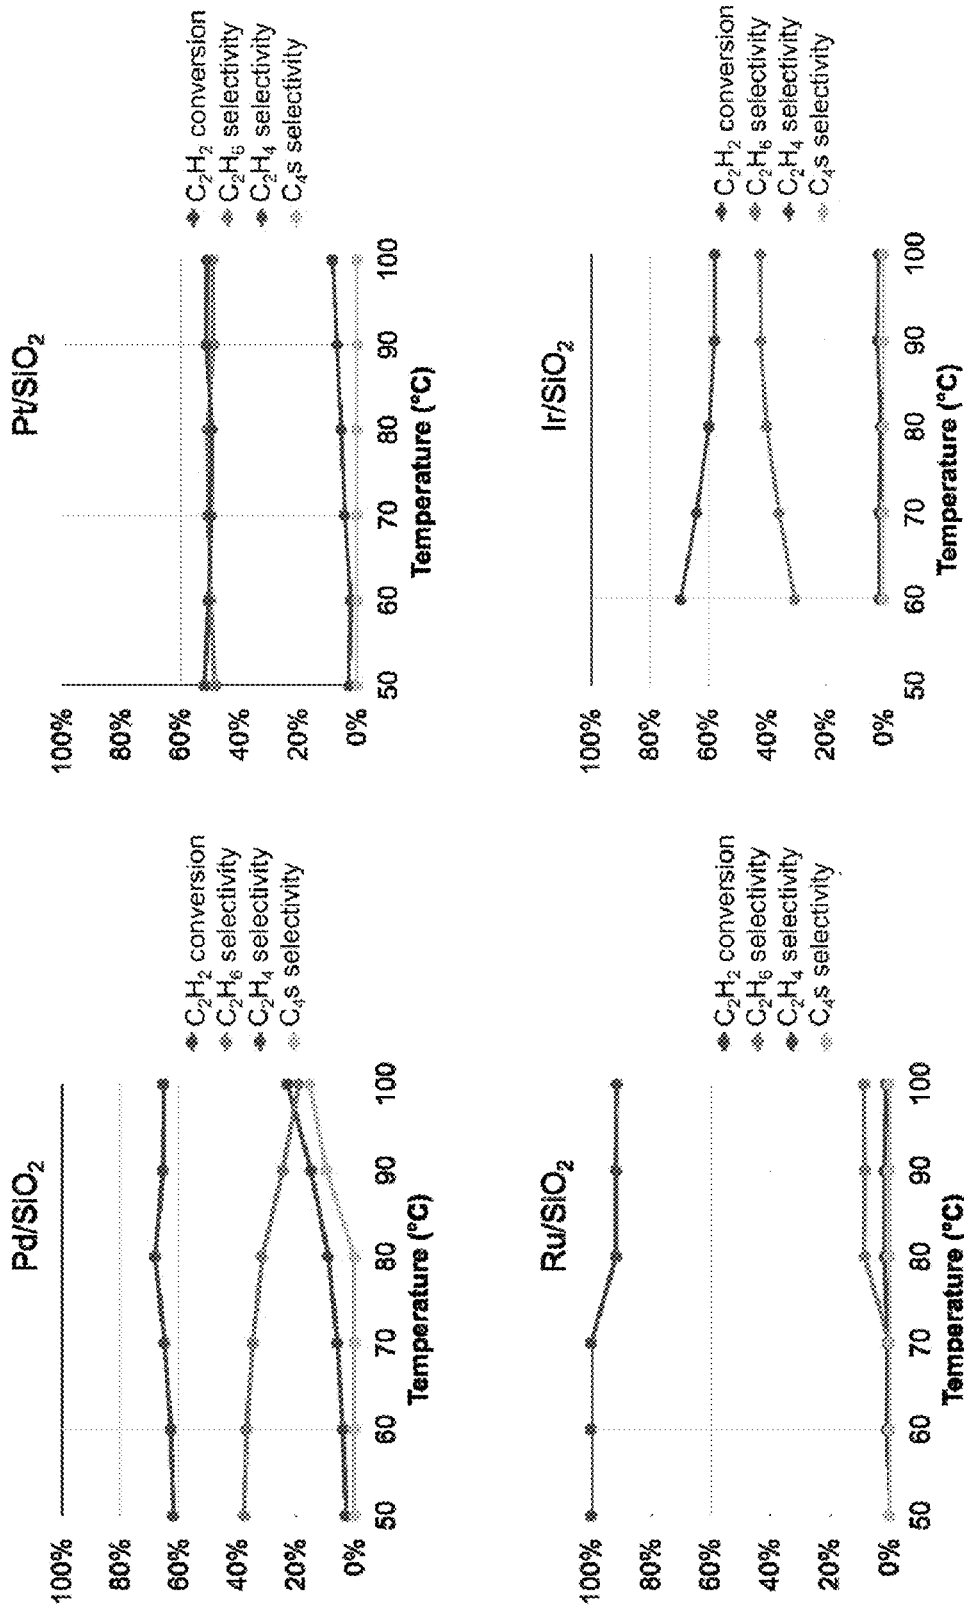 Pd/SiO2
100%
80%
60%
40%
20%
0%
50 60 70 80 90 100
Temperature (°C)
C2H2 conversion
C2H6 selectivity
C2H4 selectivity
C4s selectivity
Pt/SiO2
100%
80%
60%
40%
20%
0%
50 60 70 80 90 100
Temperature (°C)
C2H2 conversion
C2H6 selectivity
C2H4 selectivity
C4s selectivity
Ru/SiO2
100%
80%
60%
40%
20%
0%
50 60 70 80 90 100
Temperature (°C)
C2H2 conversion
C2H6 selectivity
C2H4 selectivity
C4s selectivity
Ir/SiO2
100%
80%
60%
40%
20%
0%
50 60 70 80 90 100
Temperature (°C)
C2H2 conversion
C2H6 selectivity
C2H4 selectivity
C4s selectivity